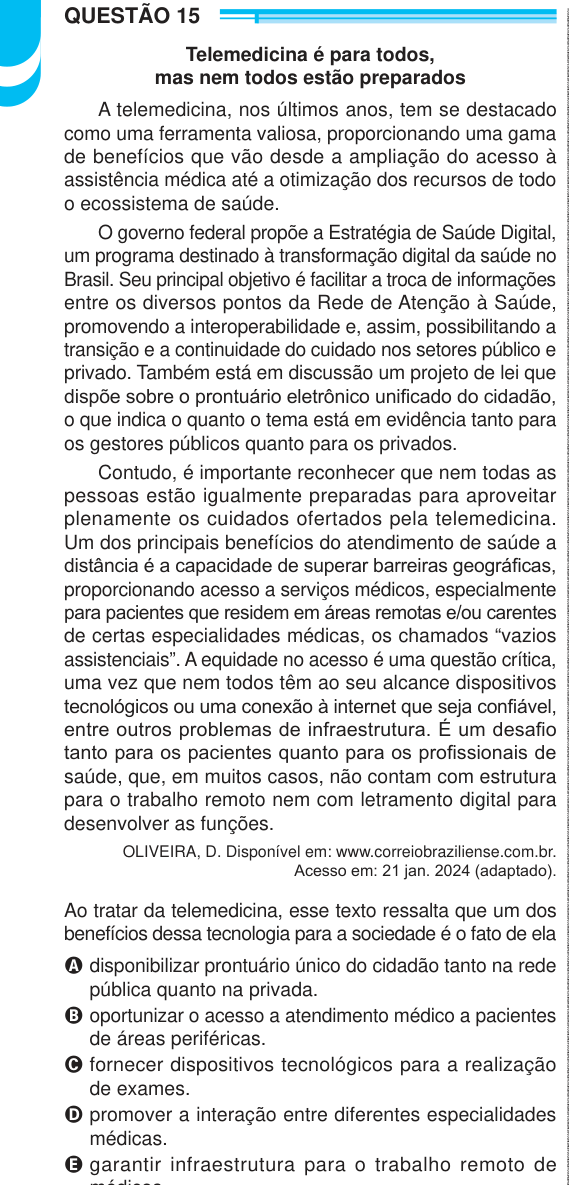 QUESTÃO 15
Telemedicina é para todos,
mas nem todos estão preparados
A telemedicina, nos últimos anos, tem se destacado
como uma ferramenta valiosa, proporcionando uma gama
de benefícios que vão desde a ampliação do acesso à
assistência médica até a otimização dos recursos de todo
o ecossistema de saúde.
O governo federal propõe a Estratégia de Saúde Digital,
um programa destinado à transformação digital da saúde no
Brasil. Seu principal objetivo é facilitar a troca de informações
entre os diversos pontos da Rede de Atenção à Saúde,
promovendo a interoperabilidade e, assim, possibilitando a
transição e a continuidade do cuidado nos setores público e
privado. Também está em discussão um projeto de lei que
dispõe sobre o prontuário eletrônico unificado do cidadão,
o que indica o quanto o tema está em evidência tanto para
os gestores públicos quanto para os privados.
Contudo, é importante reconhecer que nem todas as
pessoas estão igualmente preparadas para aproveitar
plenamente os cuidados ofertados pela telemedicina.
Um dos principais benefícios do atendimento de saúde a
distância é a capacidade de superar barreiras geográficas,
proporcionando acesso a serviços médicos, especialmente
para pacientes que residem em áreas remotas e/ou carentes
de certas especialidades médicas, os chamados “vazios
assistenciais”. A equidade no acesso é uma questão crítica,
uma vez que nem todos têm ao seu alcance dispositivos
tecnológicos ou uma conexão à internet que seja confiável,
entre outros problemas de infraestrutura. É um desafio
tanto para os pacientes quanto para os profissionais de
saúde, que, em muitos casos, não contam com estrutura
para o trabalho remoto nem com letramento digital para
desenvolver as funções.
OLIVEIRA, D. Disponível em: www.correiobraziliense.com.br.
Acesso em: 21 jan. 2024 (adaptado).
Ao tratar da telemedicina, esse texto ressalta que um dos
benefícios dessa tecnologia para a sociedade é o fato de ela
A disponibilizar prontuário único do cidadão tanto na rede
pública quanto na privada.
B oportunizar o acesso a atendimento médico a pacientes
de áreas periféricas.
C fornecer dispositivos tecnológicos para a realização
de exames.
D promover a interação entre diferentes especialidades
médicas.
E garantir infraestrutura para o trabalho remoto de